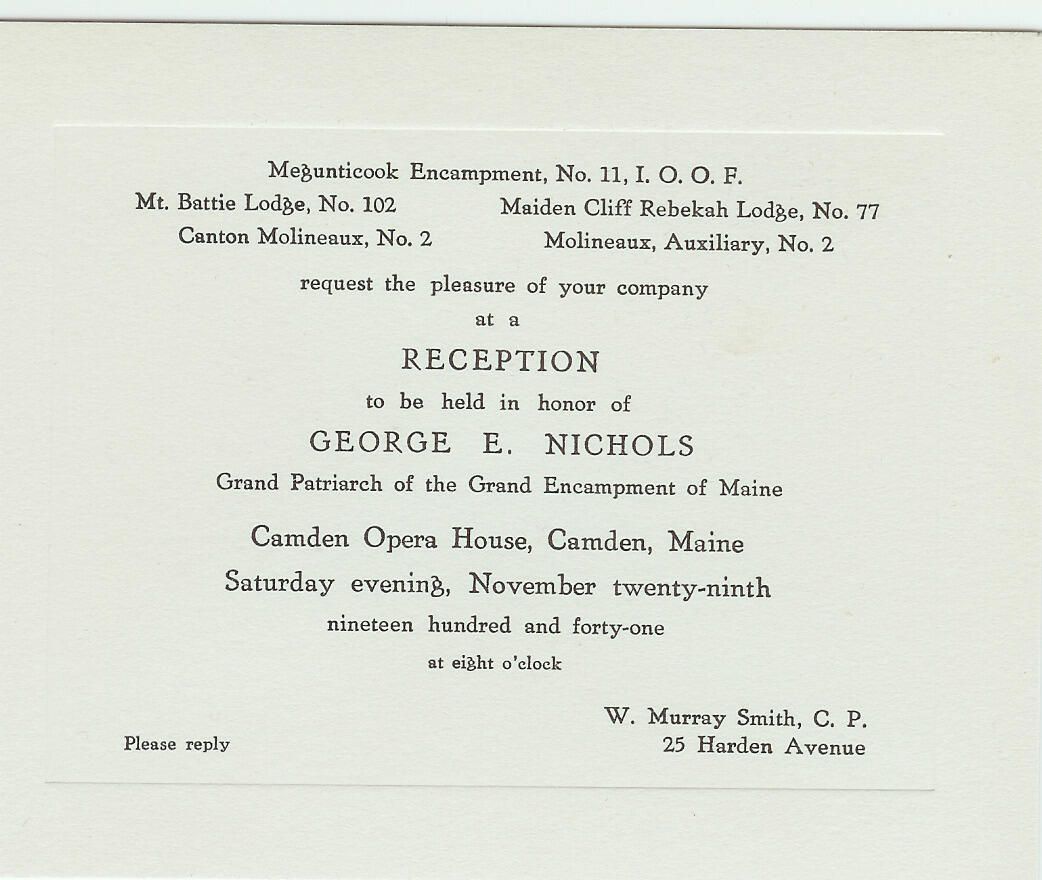 Megunticook Encampment, No. 11, I. O. O. F.
Mt. Battie Lodge, No. 102
Maiden Cliff Rebekah Lodge, No. 77
Canton Molineaux, No. 2
Molineaux, Auxiliary, No. 2
request the pleasure of your company
at a
RECEPTION
to be held in honor of
GEORGE E. NICHOLS
Grand Patriarch of the Grand Encampment of Maine
Camden Opera House, Camden, Maine
Saturday evening, November twenty-ninth
nineteen hundred and forty-one
at eight o'clock
W. Murray Smith, C. P.
25 Harden Avenue
Please reply